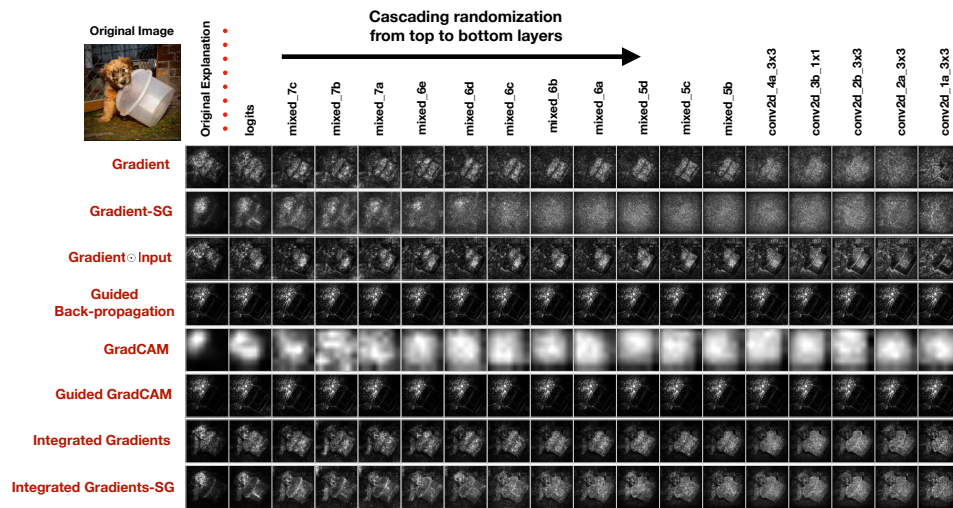 Cascading randomization
from top to bottom layers
Original Image
Original Explanation
logits
mixed_7c
mixed_7b
mixed_7a
mixed_6e
mixed_6d
mixed_6c
mixed_6b
mixed_6a
mixed_5d
mixed_5c
mixed_5b
conv2d_4a_3x3
conv2d_3b_1x1
conv2d_2b_3x3
conv2d_2a_3x3
conv2d_1a_3x3
Gradient
Gradient-SG
Gradient⊙Input
Guided
Back-propagation
GradCAM
Guided GradCAM
Integrated Gradients
Integrated Gradients-SG